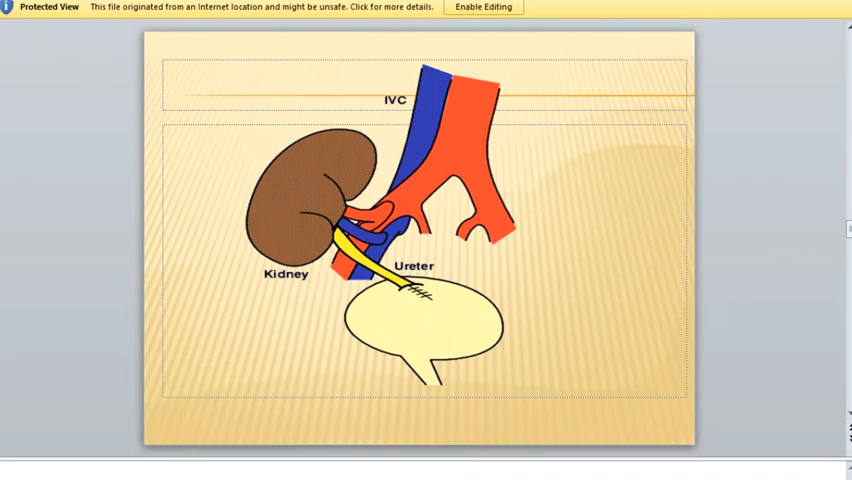 Protected View This file originated from an Internet location and might be unsafe. Click for more details. Enable Editing
IVC
Ureter
Kidney